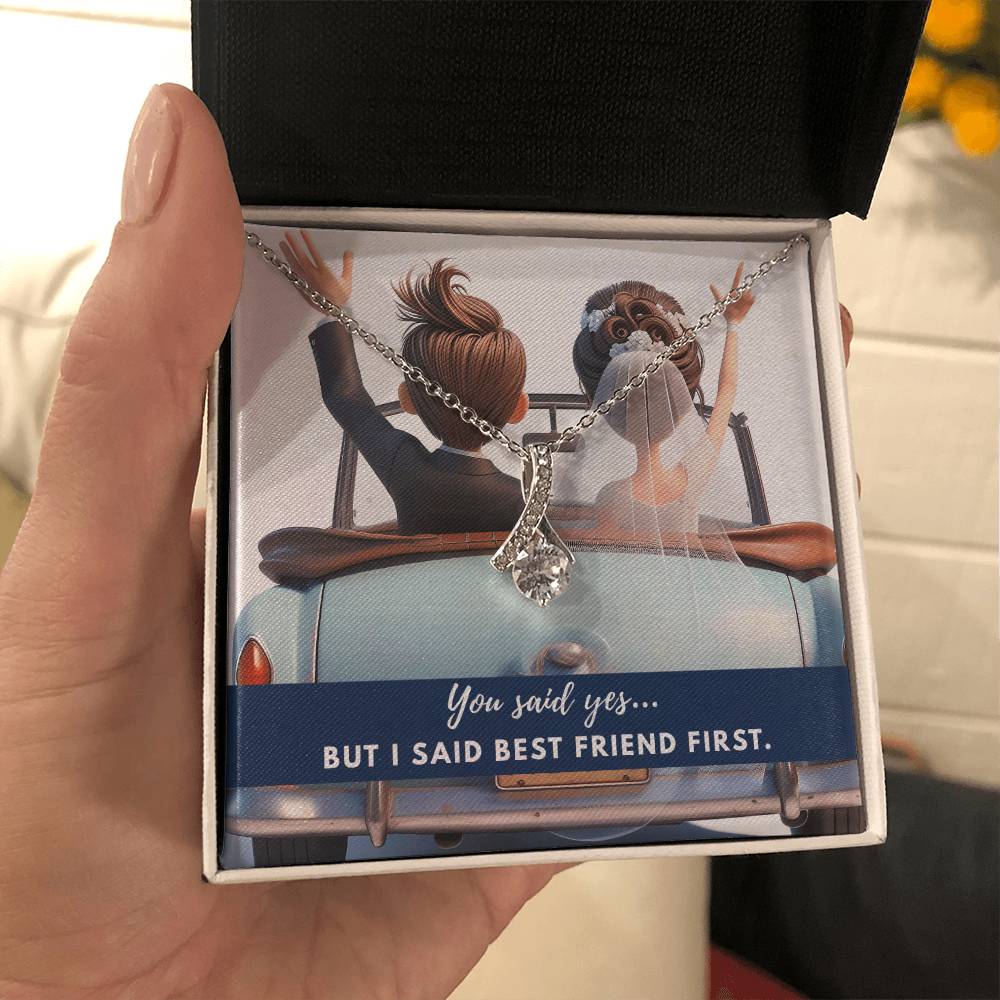 You said yes...
BUT I SAID BEST FRIEND FIRST.